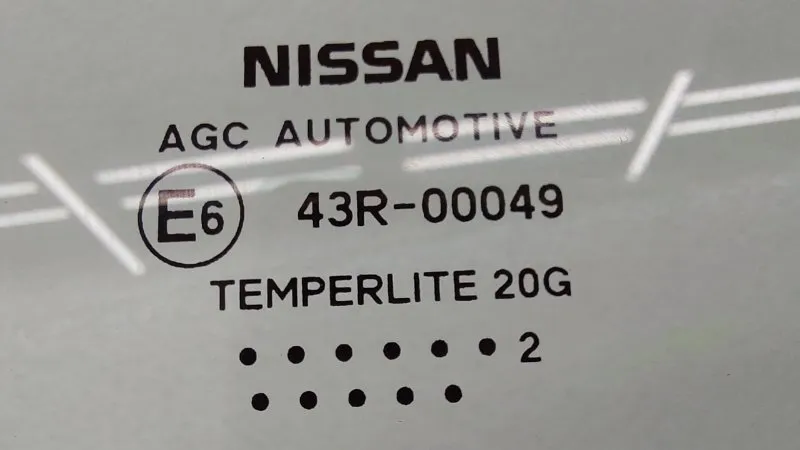 NISSAN
AGC AUTOMOTIVE
E6 43R-00049
TEMPERLITE 20G
• • • • • • 2
• • • • •